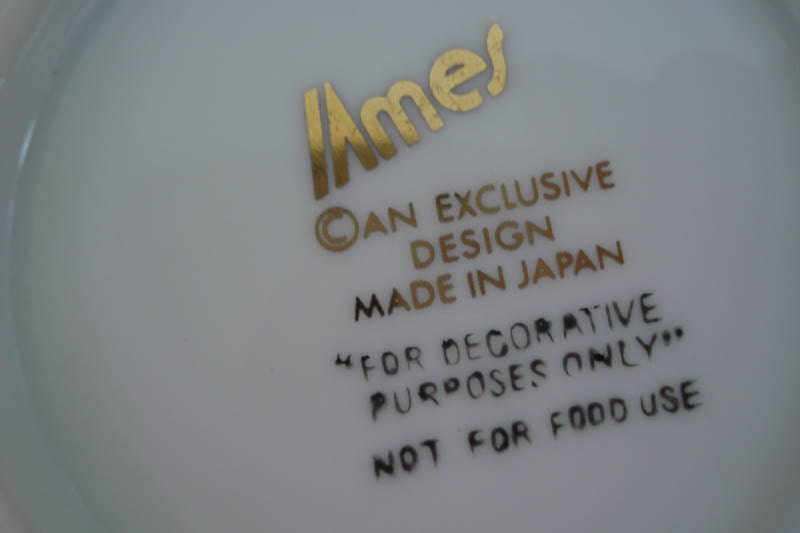 Ames
©AN EXCLUSIVE
DESIGN
MADE IN JAPAN
"FOR DECORATIVE
PURPOSES ONLY"
NOT FOR FOOD USE